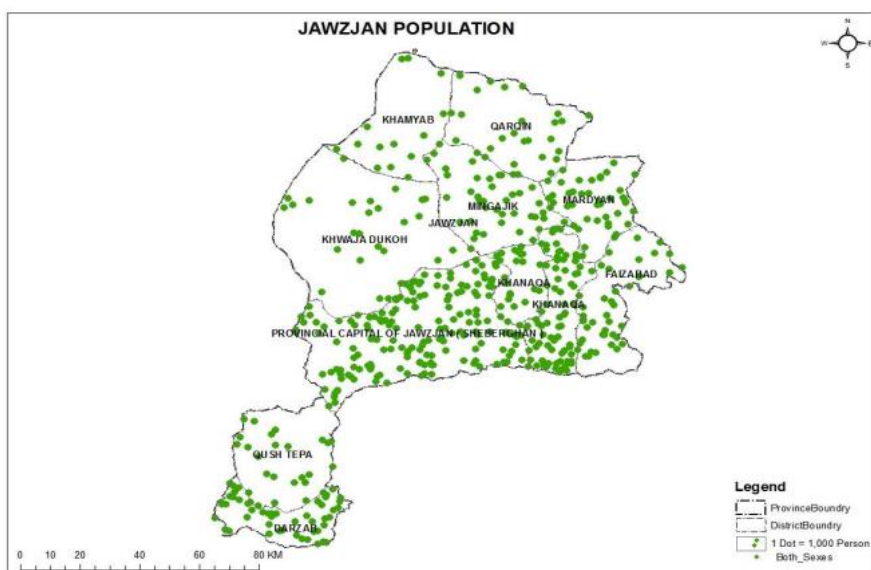 JAWZJAN POPULATION
N
W E
S
KHAMYAB
QARQIN
MARDYAN
MINGAJIK
JAWZJAN
KHWAJA DUKOH
FAIZABAD
KHANAQA
KHANAQA
PROVINCIAL CAPITAL OF JAWZJAN ( SHEBERGHAN )
QUSH TEPA
DARZAB
Legend
ProvinceBoundry
DistrictBoundry
1 Dot = 1,000 Person
Both_Sexes
0 10 20 40 60 80 KM